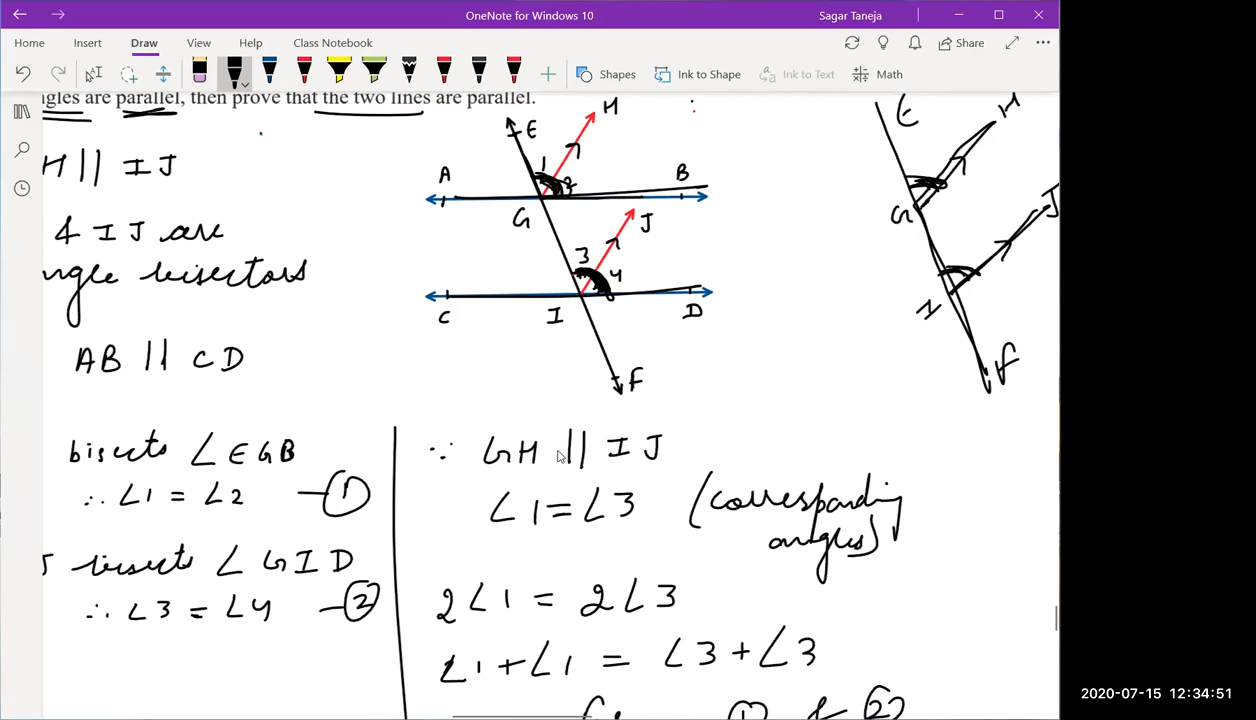 OneNote for Windows 10
Sagar Taneja
Home Insert Draw View Help Class Notebook
Share
Shapes Ink to Shape Ink to Text Math
gles are parallel, then prove that the two lines are parallel.
H || IJ
& IJ are
ngle bisectors
AB || CD
E H
1 2
A B
G J
3 4
C I D
F
E H
G J
I
F
bisects ∠EGB
∴ ∠1 = ∠2 — ①
bisects ∠GID
∴ ∠3 = ∠4 — ②
∵ GH || IJ
∠1 = ∠3 (corresponding
angles)
2∠1 = 2∠3
∠1 + ∠1 = ∠3 + ∠3
① & ②
2020-07-15 12:34:51